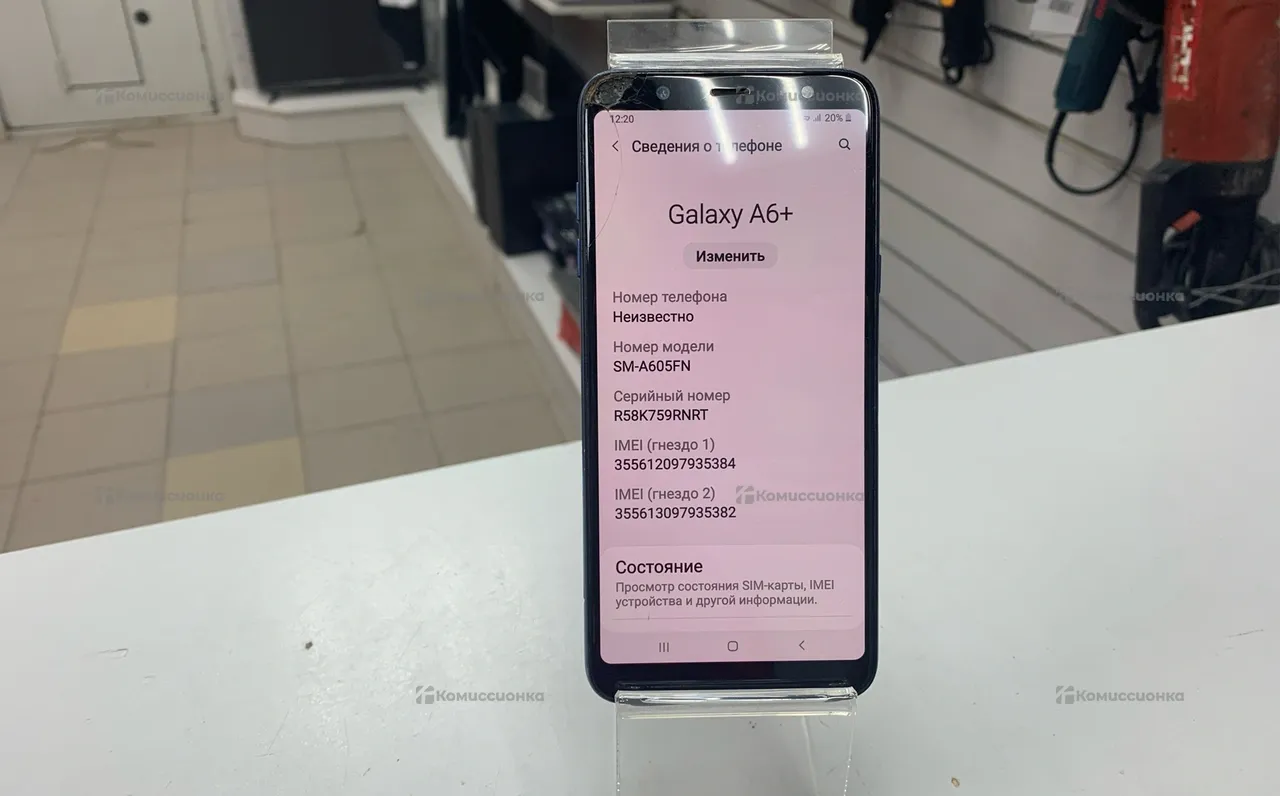 12:20
20%
Сведения о телефоне
Galaxy A6+
Изменить
Номер телефона
Неизвестно
Номер модели
SM-A605FN
Серийный номер
R58K759RNRT
IMEI (гнездо 1)
355612097935384
IMEI (гнездо 2)
355613097935382
Состояние
Просмотр состояния SIM-карты, IMEI
устройства и другой информации.
Комиссионка
Комиссионка
Комиссионка
Комиссионка
Комиссионка
Комиссионка